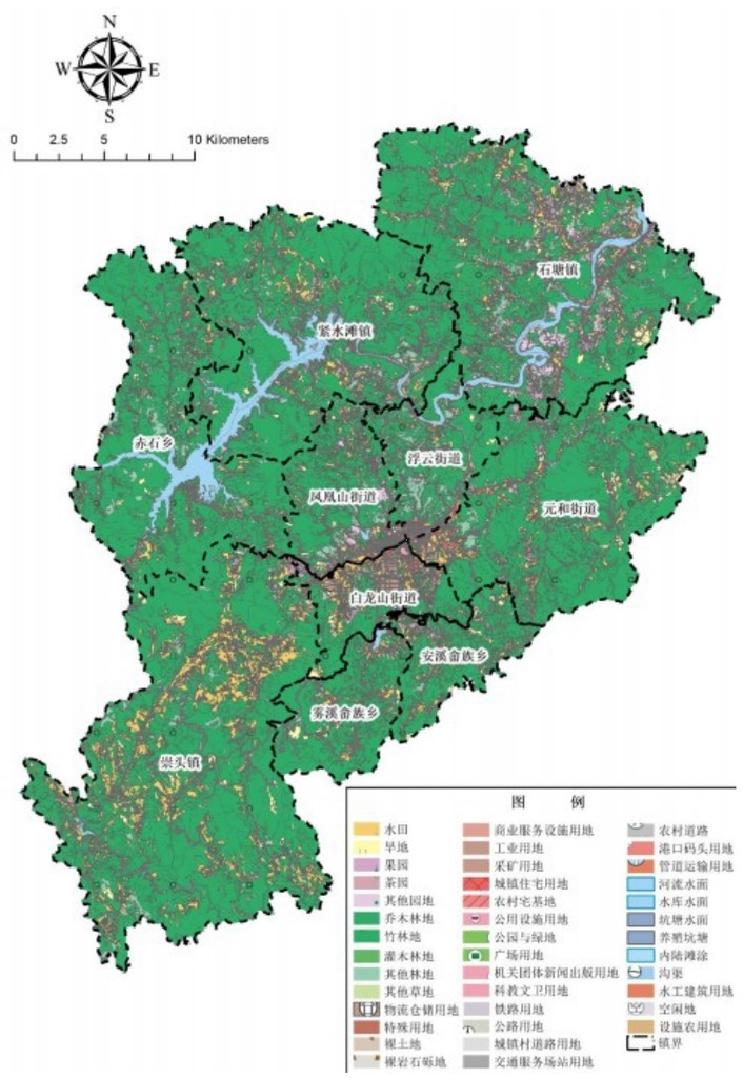 N
W E
S
0 2.5 5 10 Kilometers
石塘镇
紧水滩镇
赤石乡
浮云街道
凤凰山街道
元和街道
白龙山街道
安溪畲族乡
雾溪畲族乡
崇头镇
图 例
水田
旱地
果园
茶园
其他园地
乔木林地
竹林地
灌木林地
其他林地
其他草地
物流仓储用地
特殊用地
裸土地
裸岩石砾地
商业服务设施用地
工业用地
采矿用地
城镇住宅用地
农村宅基地
公用设施用地
公园与绿地
广场用地
机关团体新闻出版用地
科教文卫用地
铁路用地
公路用地
城镇村道路用地
交通服务场站用地
农村道路
港口码头用地
管道运输用地
河流水面
水库水面
坑塘水面
养殖坑塘
内陆滩涂
沟渠
水工建筑用地
空闲地
设施农用地
镇界